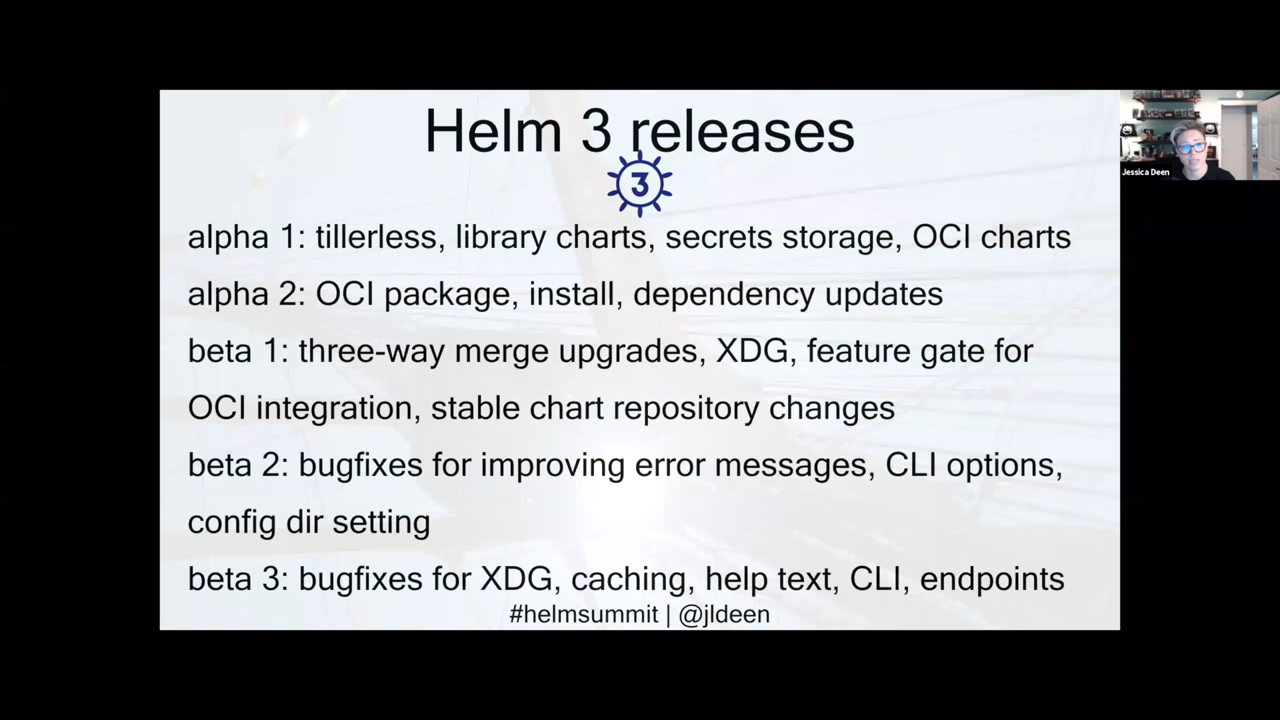 Helm 3 releases
3
alpha 1: tillerless, library charts, secrets storage, OCI charts
alpha 2: OCI package, install, dependency updates
beta 1: three-way merge upgrades, XDG, feature gate for
OCI integration, stable chart repository changes
beta 2: bugfixes for improving error messages, CLI options,
config dir setting
beta 3: bugfixes for XDG, caching, help text, CLI, endpoints
#helmsummit | @jldeen
Jessica Deen